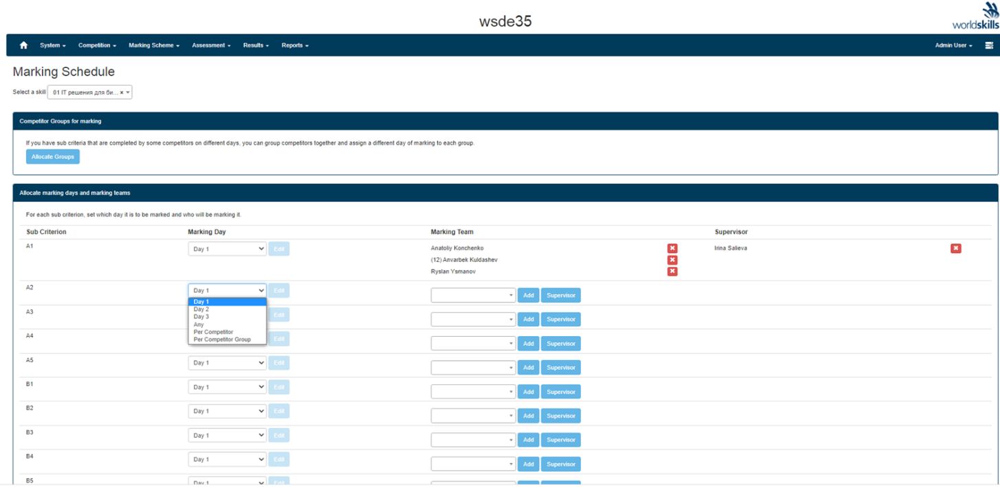 wsde35
worldskills
System Competition Marking Scheme Assessment Results Reports Admin User
Marking Schedule
Select a skill 01 IT решения для би... ×
Competitor Groups for marking
If you have sub criteria that are completed by some competitors on different days, you can group competitors together and assign a different day of marking to each group.
Allocate Groups
Allocate marking days and marking teams
For each sub criterion, set which day it is to be marked and who will be marking it.
Sub Criterion Marking Day Marking Team Supervisor
A1 Day 1 Edit Anatoliy Konchenko Irina Salieva
(12) Anvarbek Kuldashev
Ryslan Ysmanov
A2 Day 1 Edit Add Supervisor
Day 1
Day 2
A3 Edit Add Supervisor
Day 3
Any
Per Competitor
A4 Edit Add Supervisor
Per Competitor Group
A5 Day 1 Edit Add Supervisor
B1 Day 1 Edit Add Supervisor
B2 Day 1 Edit Add Supervisor
B3 Day 1 Edit Add Supervisor
B4 Day 1 Edit Add Supervisor
B5 Day 1 Edit